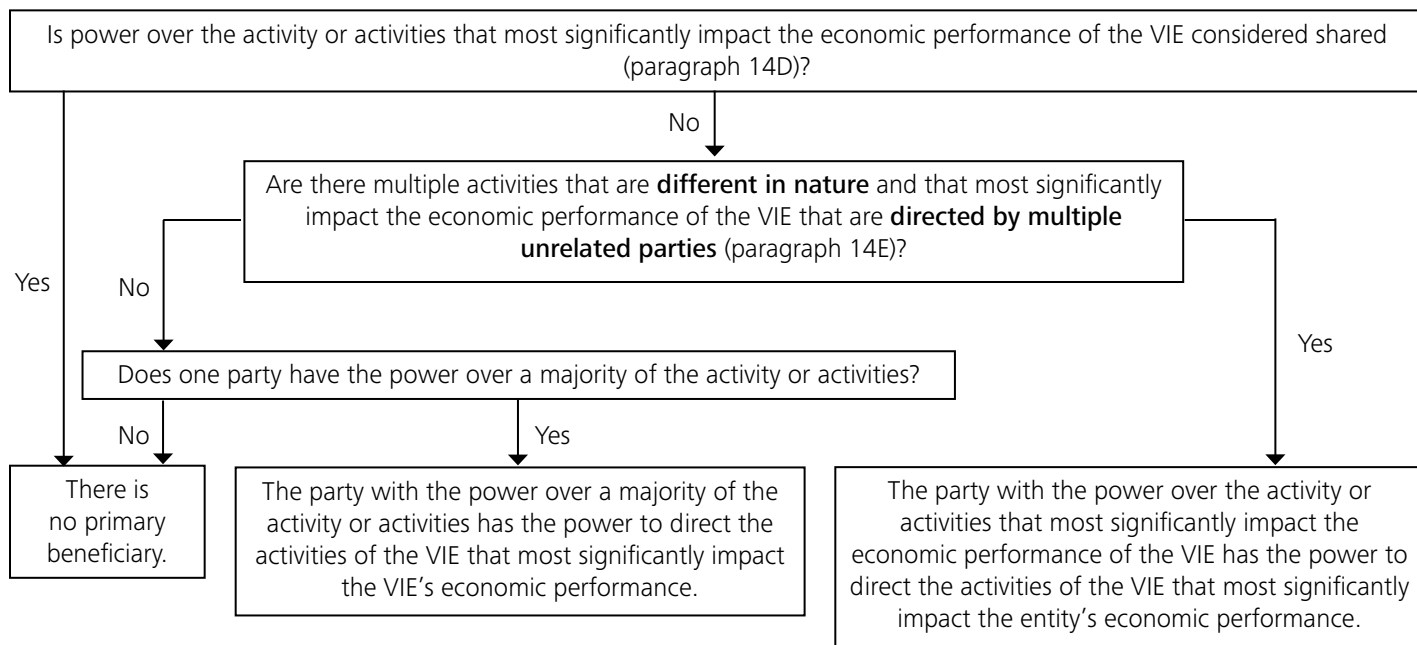 Is power over the activity or activities that most significantly impact the economic performance of the VIE considered shared
(paragraph 14D)?
No
Are there multiple activities that are different in nature and that most significantly
impact the economic performance of the VIE that are directed by multiple
unrelated parties (paragraph 14E)?
Yes
No
Yes
Does one party have the power over a majority of the activity or activities?
No
Yes
There is
no primary
beneficiary.
The party with the power over a majority of the
activity or activities has the power to direct the
activities of the VIE that most significantly impact
the VIE’s economic performance.
The party with the power over the activity or
activities that most significantly impact the
economic performance of the VIE has the power to
direct the activities of the VIE that most significantly
impact the entity’s economic performance.